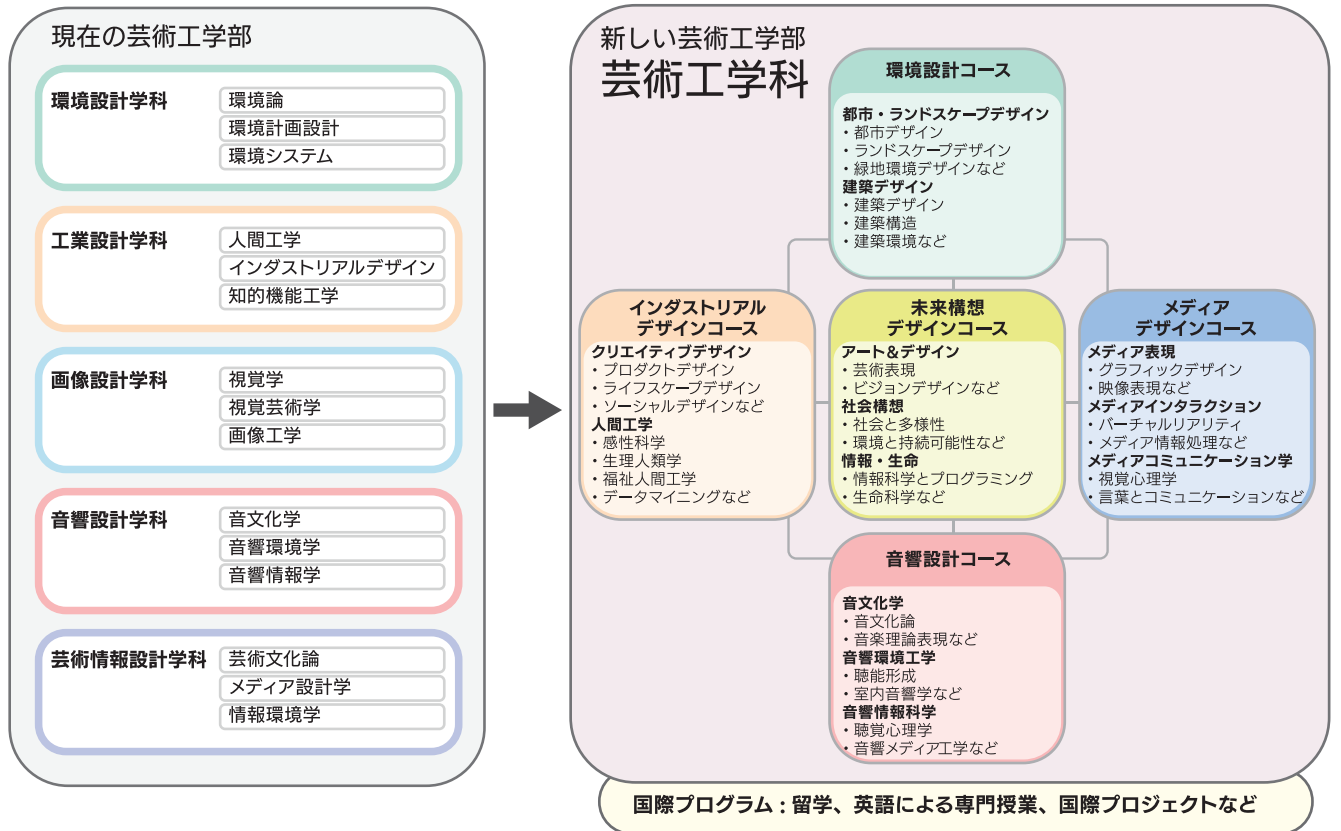 現在の芸術工学部
環境設計学科
環境論
環境計画設計
環境システム
工業設計学科
人間工学
インダストリアルデザイン
知的機能工学
画像設計学科
視覚学
視覚芸術学
画像工学
音響設計学科
音文化学
音響環境学
音響情報学
芸術情報設計学科
芸術文化論
メディア設計学
情報環境学
新しい芸術工学部
芸術工学科
環境設計コース
都市・ランドスケープデザイン
・都市デザイン
・ランドスケープデザイン
・緑地環境デザインなど
建築デザイン
・建築デザイン
・建築構造
・建築環境など
インダストリアル
デザインコース
クリエイティブデザイン
・プロダクトデザイン
・ライフスケープデザイン
・ソーシャルデザインなど
人間工学
・感性科学
・生理人類学
・福祉人間工学
・データマイニングなど
未来構想
デザインコース
アート&デザイン
・芸術表現
・ビジョンデザインなど
社会構想
・社会と多様性
・環境と持続可能性など
情報・生命
・情報科学とプログラミング
・生命科学など
メディア
デザインコース
メディア表現
・グラフィックデザイン
・映像表現など
メディアインタラクション
・バーチャルリアリティ
・メディア情報処理など
メディアコミュニケーション学
・視覚心理学
・言葉とコミュニケーションなど
音響設計コース
音文化学
・音文化論
・音楽理論表現など
音響環境工学
・聴能形成
・室内音響学など
音響情報科学
・聴覚心理学
・音響メディア工学など
国際プログラム : 留学、英語による専門授業、国際プロジェクトなど